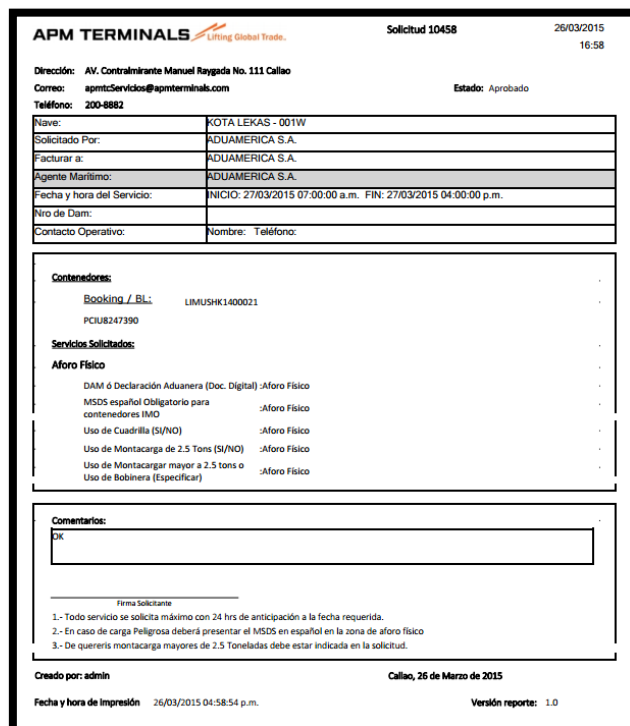 APM TERMINALS Lifting Global Trade.
Solicitud 10458
26/03/2015
16:58
Dirección: AV. Contralmirante Manuel Raygada No. 111 Callao
Correo: apmtcServicios@apmterminals.com Estado: Aprobado
Teléfono: 200-8882
Nave: KOTA LEKAS - 001W
Solicitado Por: ADUAMERICA S.A.
Facturar a: ADUAMERICA S.A.
Agente Marítimo: ADUAMERICA S.A.
Fecha y hora del Servicio: INICIO: 27/03/2015 07:00:00 a.m. FIN: 27/03/2015 04:00:00 p.m.
Nro de Dam:
Contacto Operativo: Nombre: Teléfono:
Contenedores:
Booking / BL: LIMUSHK1400021
PCIU8247390
Servicios Solicitados:
Aforo Físico
DAM ó Declaración Aduanera (Doc. Digital) :Aforo Físico
MSDS español Obligatorio para
contenedores IMO :Aforo Físico
Uso de Cuadrilla (SI/NO) :Aforo Físico
Uso de Montacarga de 2.5 Tons (SI/NO) :Aforo Físico
Uso de Montacargar mayor a 2.5 tons o
Uso de Bobinera (Especificar) :Aforo Físico
Comentarios:
OK
Firma Solicitante
1.- Todo servicio se solicita máximo con 24 hrs de anticipación a la fecha requerida.
2.- En caso de carga Peligrosa deberá presentar el MSDS en español en la zona de aforo físico
3.- De quereris montacarga mayores de 2.5 Toneladas debe estar indicada en la solicitud.
Creado por: admin Callao, 26 de Marzo de 2015
Fecha y hora de Impresión 26/03/2015 04:58:54 p.m. Versión reporte: 1.0